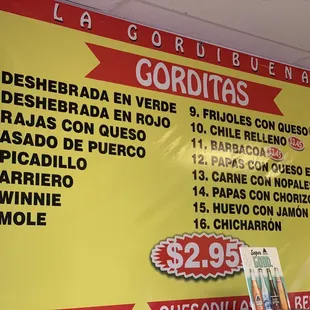 LA GORDIBUENA
GORDITAS
DESHEBRADA EN VERDE
DESHEBRADA EN ROJO
RAJAS CON QUESO
ASADO DE PUERCO
PICADILLO
ARRIERO
WINNIE
MOLE
9. FRIJOLES CON QUESO
10. CHILE RELLENO
11. BARBACOA
12. PAPAS CON QUESO
13. CARNE CON NOPALES
14. PAPAS CON CHORIZO
15. HUEVO CON JAMÓN
16. CHICHARRÓN
$2.95